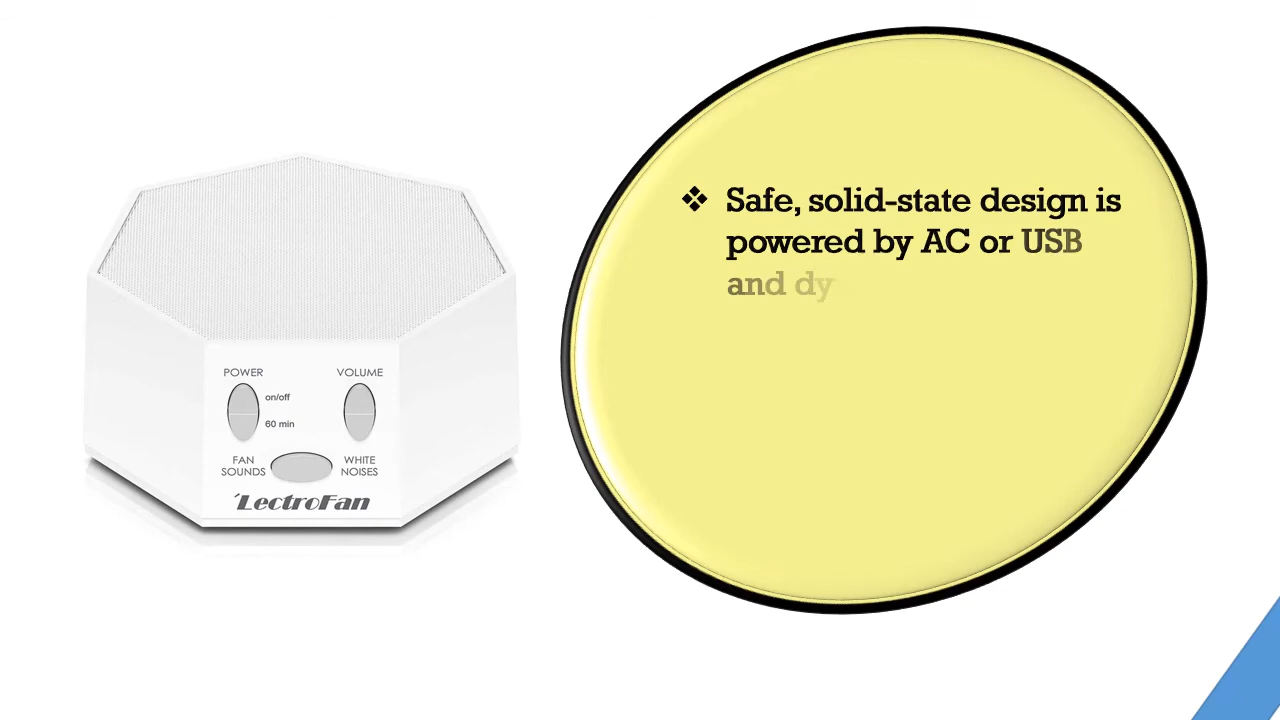 Safe, solid-state design is
powered by AC or USB
and dy
POWER
VOLUME
on/off
60 min
FAN
SOUNDS
WHITE
NOISES
LectroFan